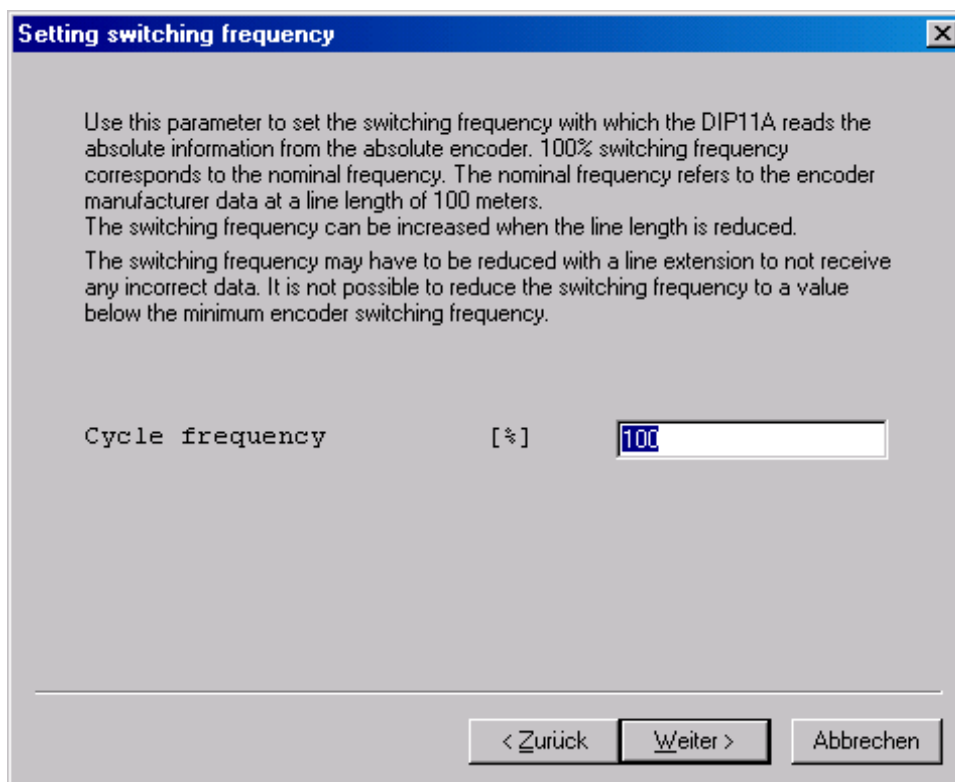 Setting switching frequency
Use this parameter to set the switching frequency with which the DIP11A reads the
absolute information from the absolute encoder. 100% switching frequency
corresponds to the nominal frequency. The nominal frequency refers to the encoder
manufacturer data at a line length of 100 meters.
The switching frequency can be increased when the line length is reduced.
The switching frequency may have to be reduced with a line extension to not receive
any incorrect data. It is not possible to reduce the switching frequency to a value
below the minimum encoder switching frequency.
Cycle frequency [%] 100
< Zurück Weiter > Abbrechen